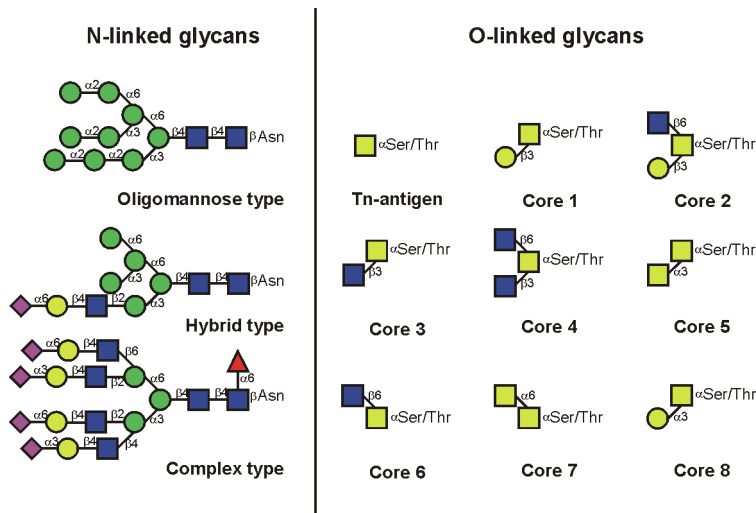 N-linked glycans
α2 α6
α6
α2 α3 β4 β4 βAsn
α2 α2 α3
Oligomannose type
α6
α6
α3 β4 β4 βAsn
α6 β4 β2 α3
Hybrid type
α6 β4 β6
α3 β4 β2 α6 α6
β4 β4 βAsn
α6 β4 β2 α3
α3 β4 β4
Complex type
O-linked glycans
αSer/Thr
Tn-antigen
αSer/Thr
β3
Core 1
β6
αSer/Thr
β3
Core 2
αSer/Thr
β3
Core 3
β6
αSer/Thr
β3
Core 4
αSer/Thr
α3
Core 5
β6
αSer/Thr
Core 6
α6
αSer/Thr
Core 7
αSer/Thr
α3
Core 8